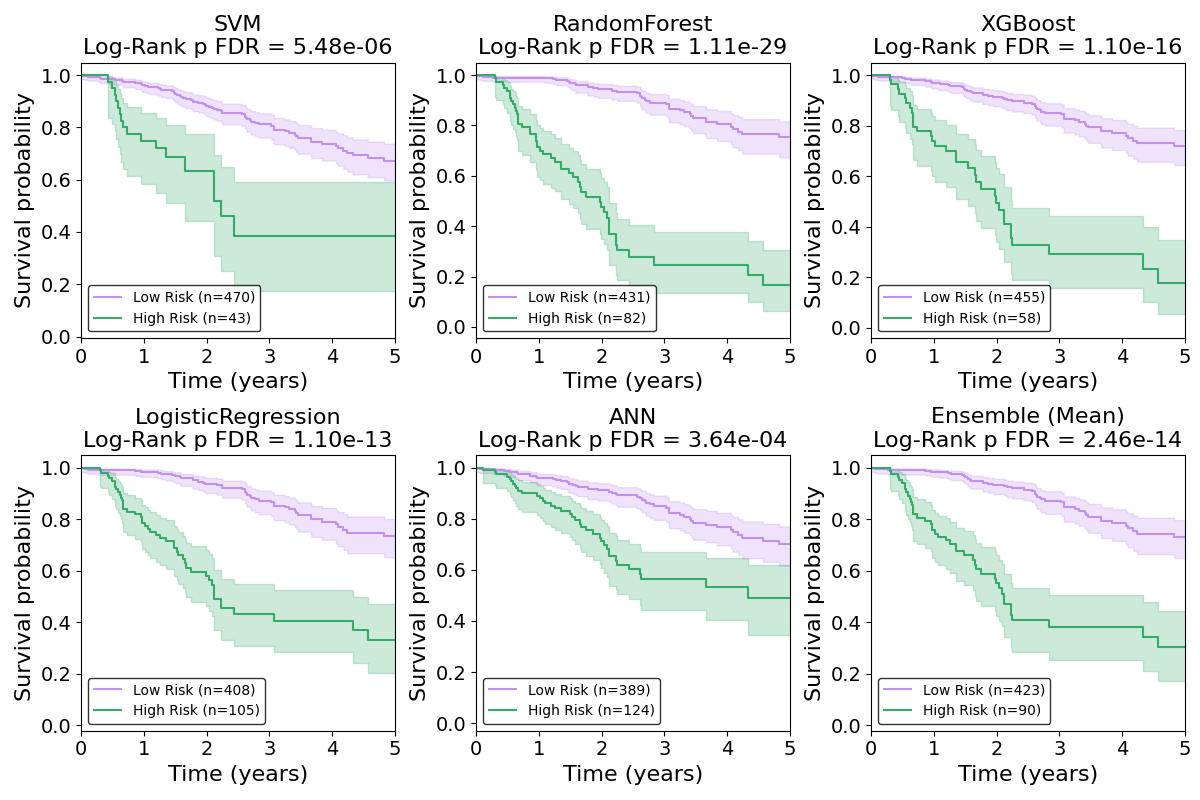 SVM
Log-Rank p FDR = 5.48e-06
Survival probability
1.0
0.8
0.6
0.4
0.2
0.0
Low Risk (n=470)
High Risk (n=43)
0 1 2 3 4 5
Time (years)
RandomForest
Log-Rank p FDR = 1.11e-29
Survival probability
1.0
0.8
0.6
0.4
0.2
0.0
Low Risk (n=431)
High Risk (n=82)
0 1 2 3 4 5
Time (years)
XGBoost
Log-Rank p FDR = 1.10e-16
Survival probability
1.0
0.8
0.6
0.4
0.2
0.0
Low Risk (n=455)
High Risk (n=58)
0 1 2 3 4 5
Time (years)
LogisticRegression
Log-Rank p FDR = 1.10e-13
Survival probability
1.0
0.8
0.6
0.4
0.2
0.0
Low Risk (n=408)
High Risk (n=105)
0 1 2 3 4 5
Time (years)
ANN
Log-Rank p FDR = 3.64e-04
Survival probability
1.0
0.8
0.6
0.4
0.2
0.0
Low Risk (n=389)
High Risk (n=124)
0 1 2 3 4 5
Time (years)
Ensemble (Mean)
Log-Rank p FDR = 2.46e-14
Survival probability
1.0
0.8
0.6
0.4
0.2
0.0
Low Risk (n=423)
High Risk (n=90)
0 1 2 3 4 5
Time (years)